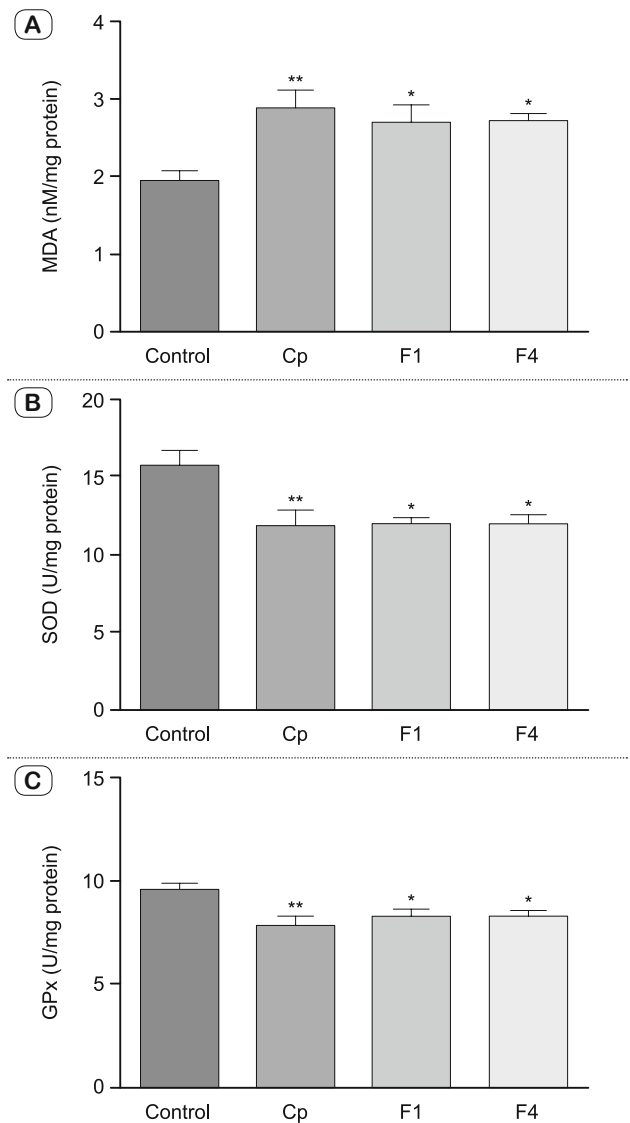 A
MDA (nM/mg protein)
4
3
2
1
0
**
*
*
Control Cp F1 F4
B
SOD (U/mg protein)
20
15
10
5
0
**
*
*
Control Cp F1 F4
C
GPx (U/mg protein)
15
10
5
0
**
*
*
Control Cp F1 F4